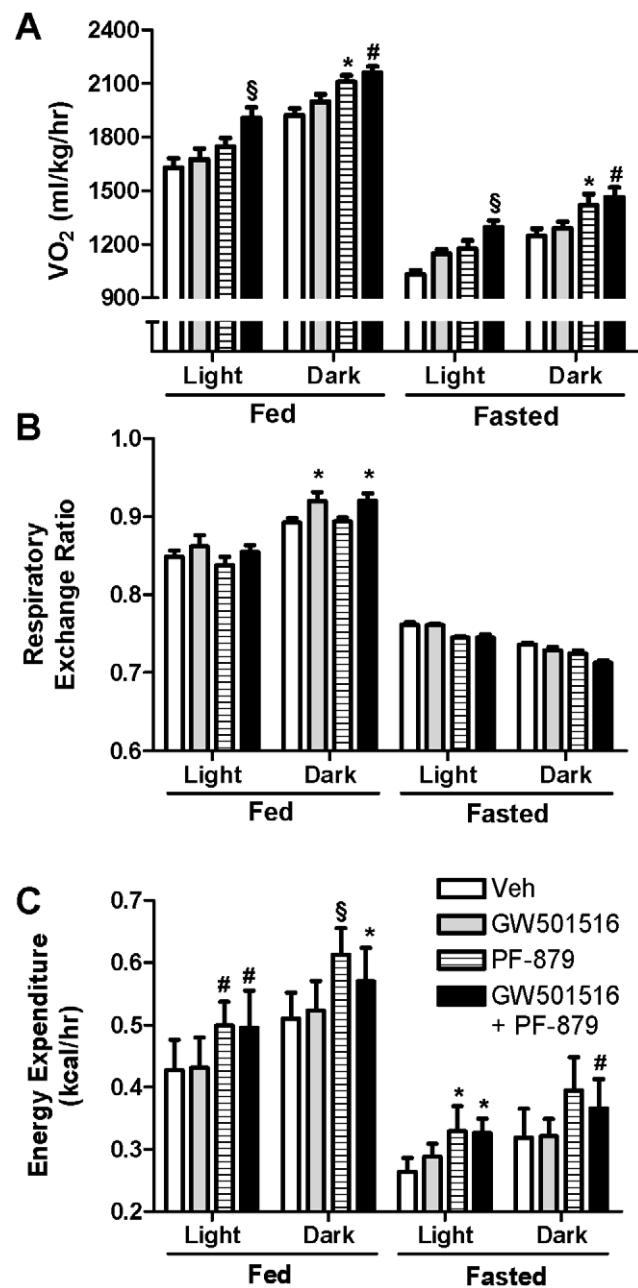 A
VO₂ (ml/kg/hr)
2400
2100
1800
1500
1200
900
§
*
#
§
*
#
Light
Dark
Light
Dark
Fed
Fasted
B
Respiratory
Exchange Ratio
1.0
0.9
0.8
0.7
0.6
*
*
Light
Dark
Light
Dark
Fed
Fasted
C
Energy Expenditure
(kcal/hr)
0.7
0.6
0.5
0.4
0.3
0.2
#
#
§
*
*
*
#
Veh
GW501516
PF-879
GW501516
+ PF-879
Light
Dark
Light
Dark
Fed
Fasted